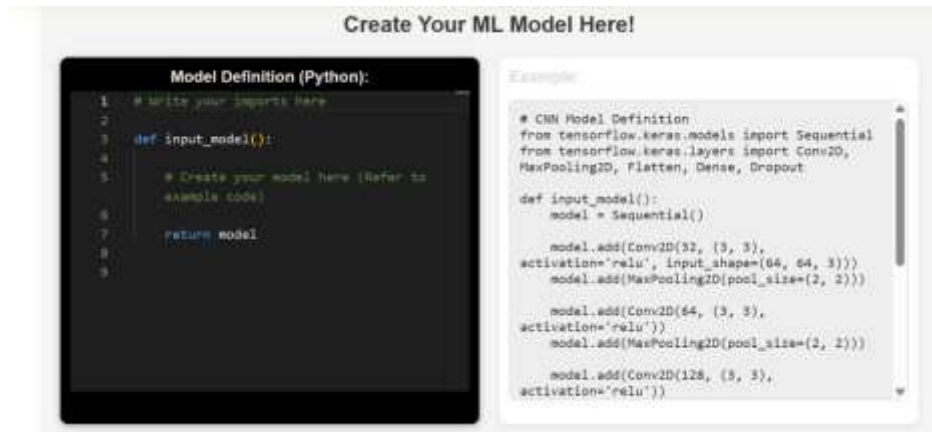 Create Your ML Model Here!
Model Definition (Python):
1 # Write your imports here
2
3 def input_model():
4
5 # Create your model here (Refer to
example code)
6
7 return model
8
9
Example:
# CNN Model Definition
from tensorflow.keras.models import Sequential
from tensorflow.keras.layers import Conv2D,
MaxPooling2D, Flatten, Dense, Dropout
def input_model():
model = Sequential()
model.add(Conv2D(32, (3, 3),
activation='relu', input_shape=(64, 64, 3)))
model.add(MaxPooling2D(pool_size=(2, 2)))
model.add(Conv2D(64, (3, 3),
activation='relu'))
model.add(MaxPooling2D(pool_size=(2, 2)))
model.add(Conv2D(128, (3, 3),
activation='relu'))